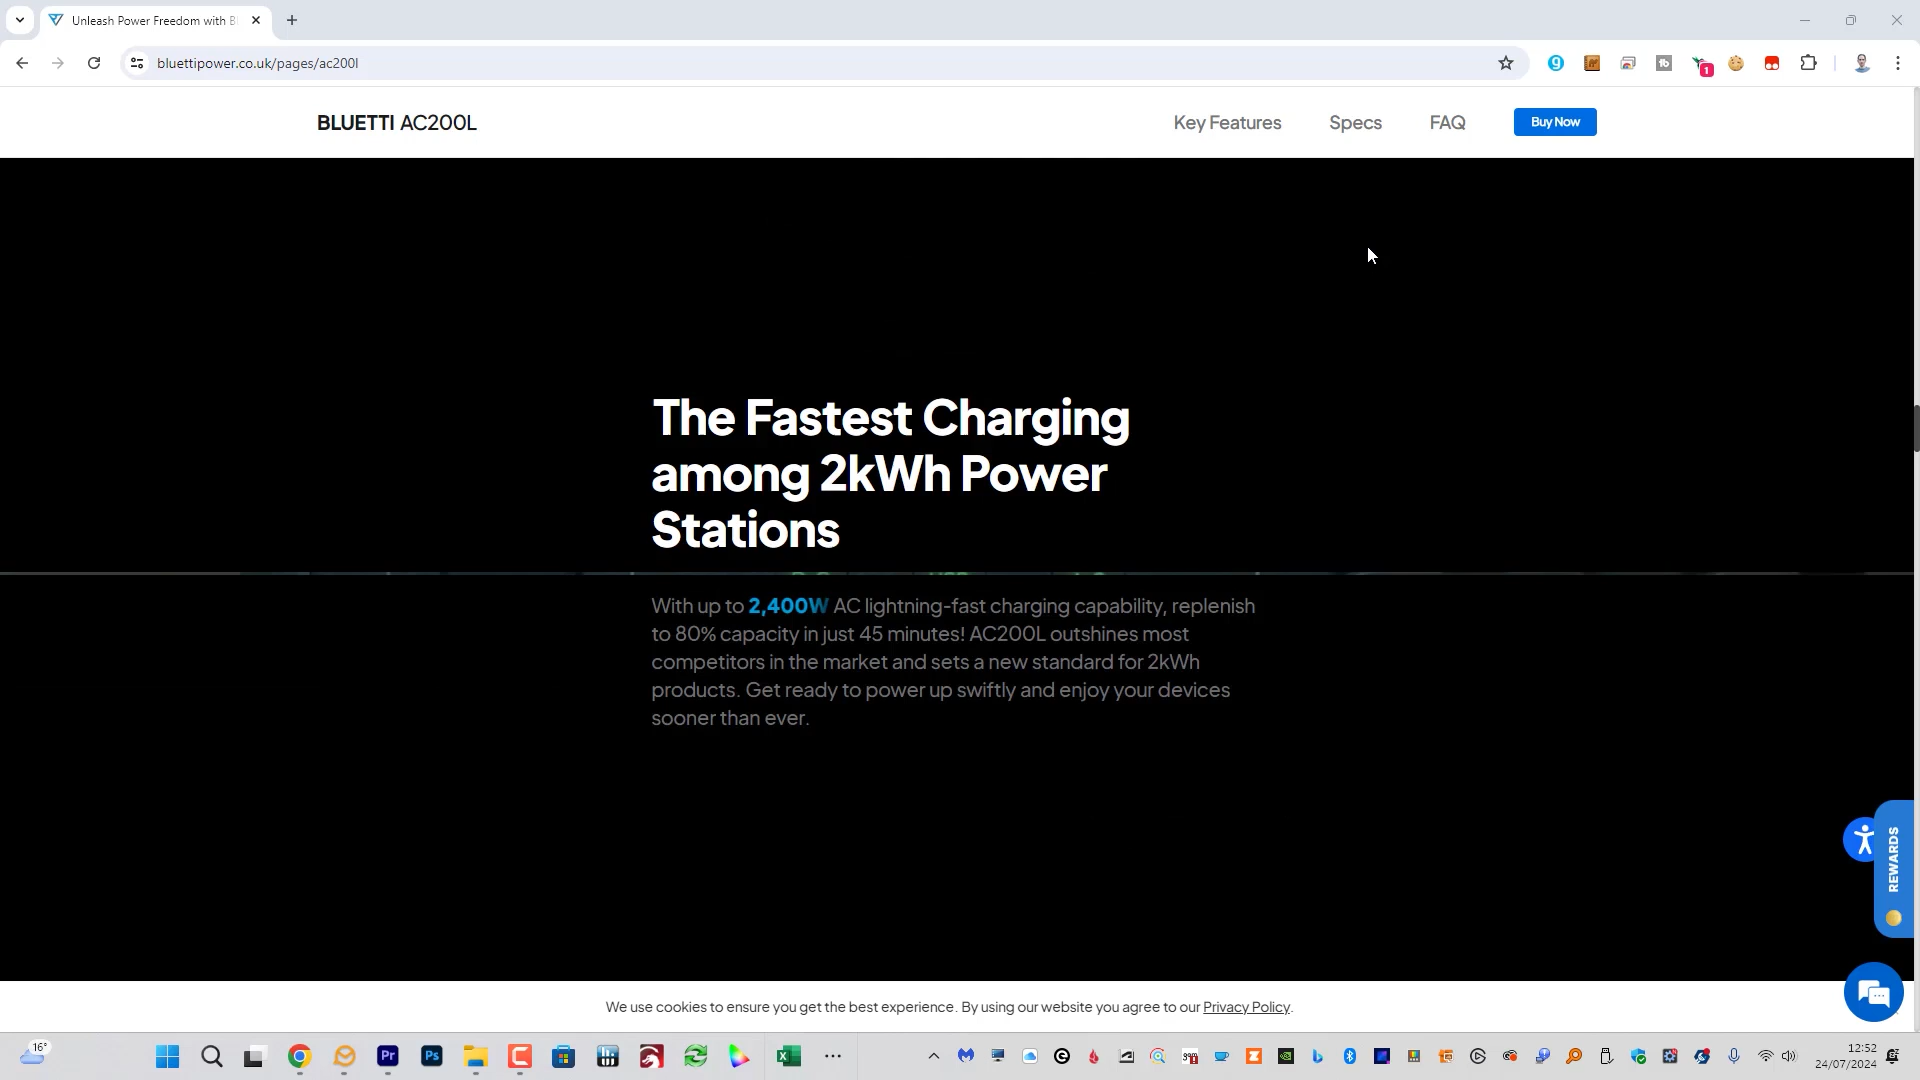 Unleash Power Freedom with B
bluettipower.co.uk/pages/ac200l
1
BLUETTI AC200L
Key Features
Specs
FAQ
Buy Now
The Fastest Charging
among 2kWh Power
Stations
With up to 2,400W AC lightning-fast charging capability, replenish
to 80% capacity in just 45 minutes! AC200L outshines most
competitors in the market and sets a new standard for 2kWh
products. Get ready to power up swiftly and enjoy your devices
sooner than ever.
REWARDS
We use cookies to ensure you get the best experience. By using our website you agree to our Privacy Policy.
16°
Pr
Ps
12:52
24/07/2024